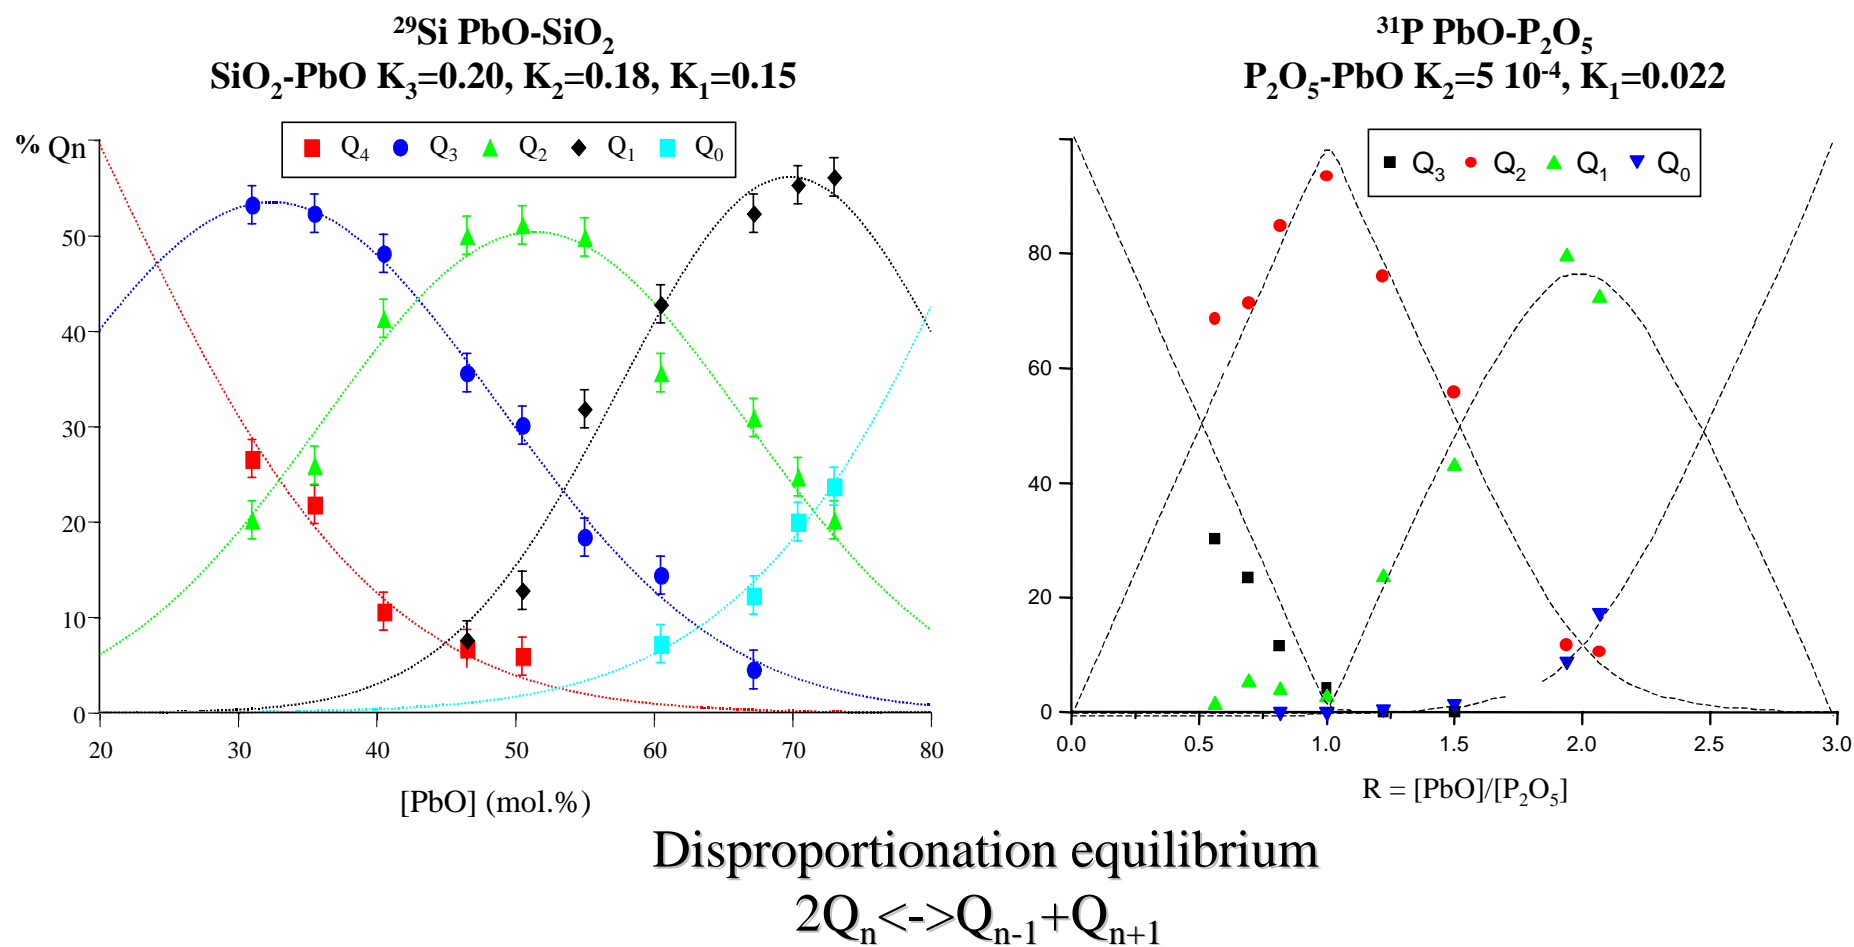 ²⁹Si PbO-SiO₂
SiO₂-PbO K₃=0.20, K₂=0.18, K₁=0.15
% Qn
Q₄ Q₃ Q₂ Q₁ Q₀
50
40
30
20
10
0
20 30 40 50 60 70 80
[PbO] (mol.%)
³¹P PbO-P₂O₅
P₂O₅-PbO K₂=5 10⁻⁴, K₁=0.022
Q₃ Q₂ Q₁ Q₀
80
60
40
20
0
0.0 0.5 1.0 1.5 2.0 2.5 3.0
R = [PbO]/[P₂O₅]
Disproportionation equilibrium
2Qₙ<->Qₙ₋₁+Qₙ₊₁